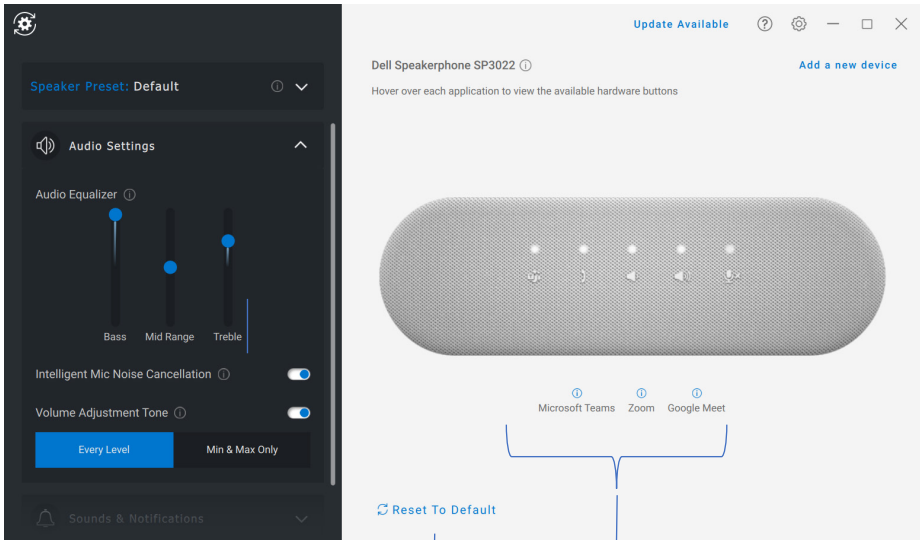 Update Available
Speaker Preset: Default
Dell Speakerphone SP3022
Add a new device
Hover over each application to view the available hardware buttons
Audio Settings
Audio Equalizer
Bass Mid Range Treble
Intelligent Mic Noise Cancellation
Volume Adjustment Tone
Every Level Min & Max Only
Sounds & Notifications
Microsoft Teams Zoom Google Meet
Reset To Default